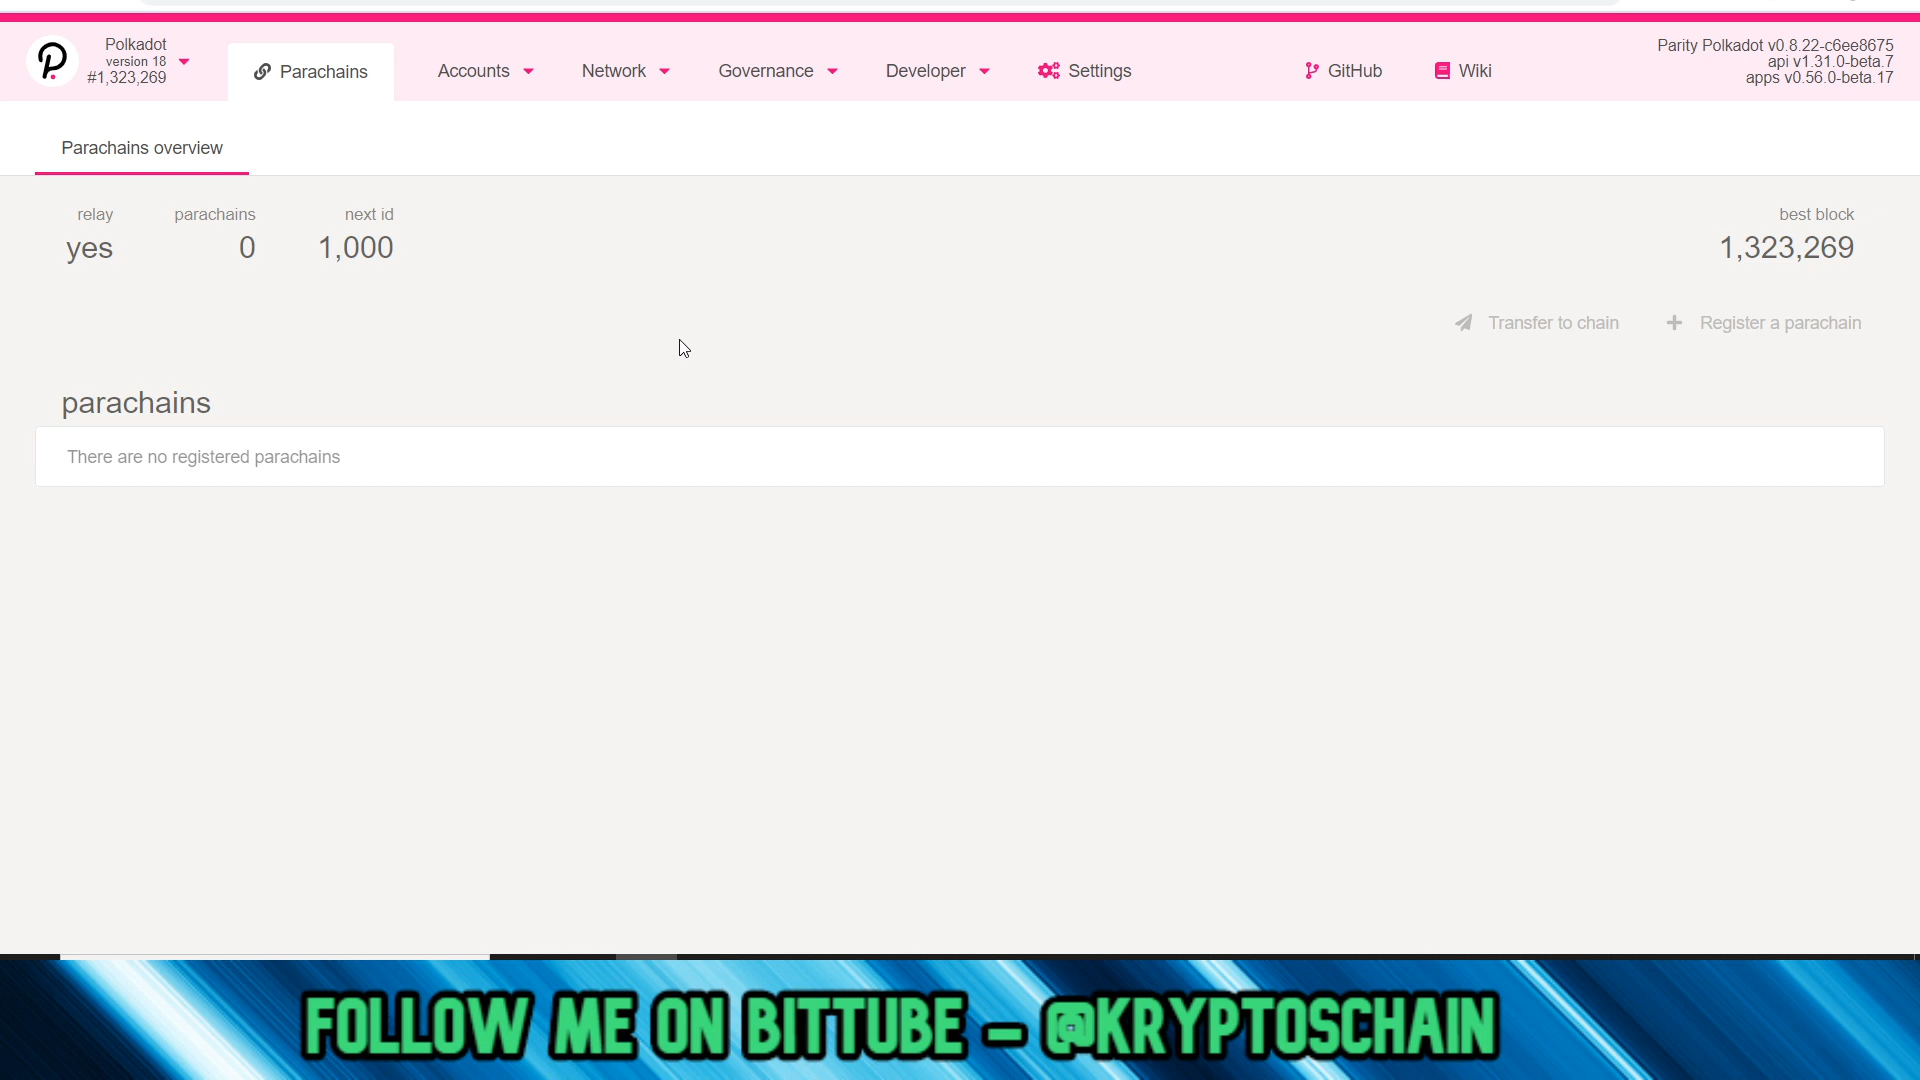 Polkadot
version 18
#1,323,269
Parachains
Accounts
Network
Governance
Developer
Settings
GitHub
Wiki
Parity Polkadot v0.8.22-c6ee8675
api v1.31.0-beta.7
apps v0.56.0-beta.17
Parachains overview
relay
yes
parachains
0
next id
1,000
best block
1,323,269
Transfer to chain
Register a parachain
parachains
There are no registered parachains
FOLLOW ME ON BITTUBE – @KRYPTOSCHAIN